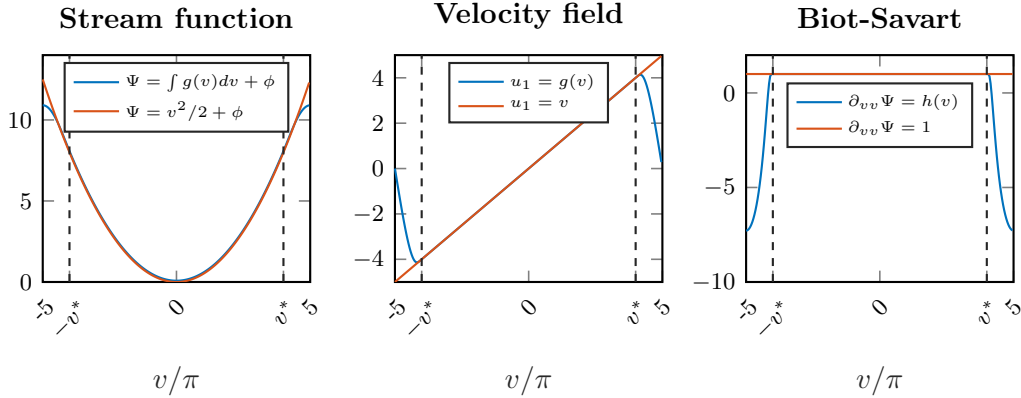 Stream function
Ψ = ∫ g(v)dv + ϕ
Ψ = v²/2 + ϕ
10
5
0
-5
−v*
0
v*
5
v/π
Velocity field
u₁ = g(v)
u₁ = v
4
2
0
−2
−4
-5
−v*
0
v*
5
v/π
Biot-Savart
∂ᵥᵥΨ = h(v)
∂ᵥᵥΨ = 1
0
−5
−10
-5
−v*
0
v*
5
v/π